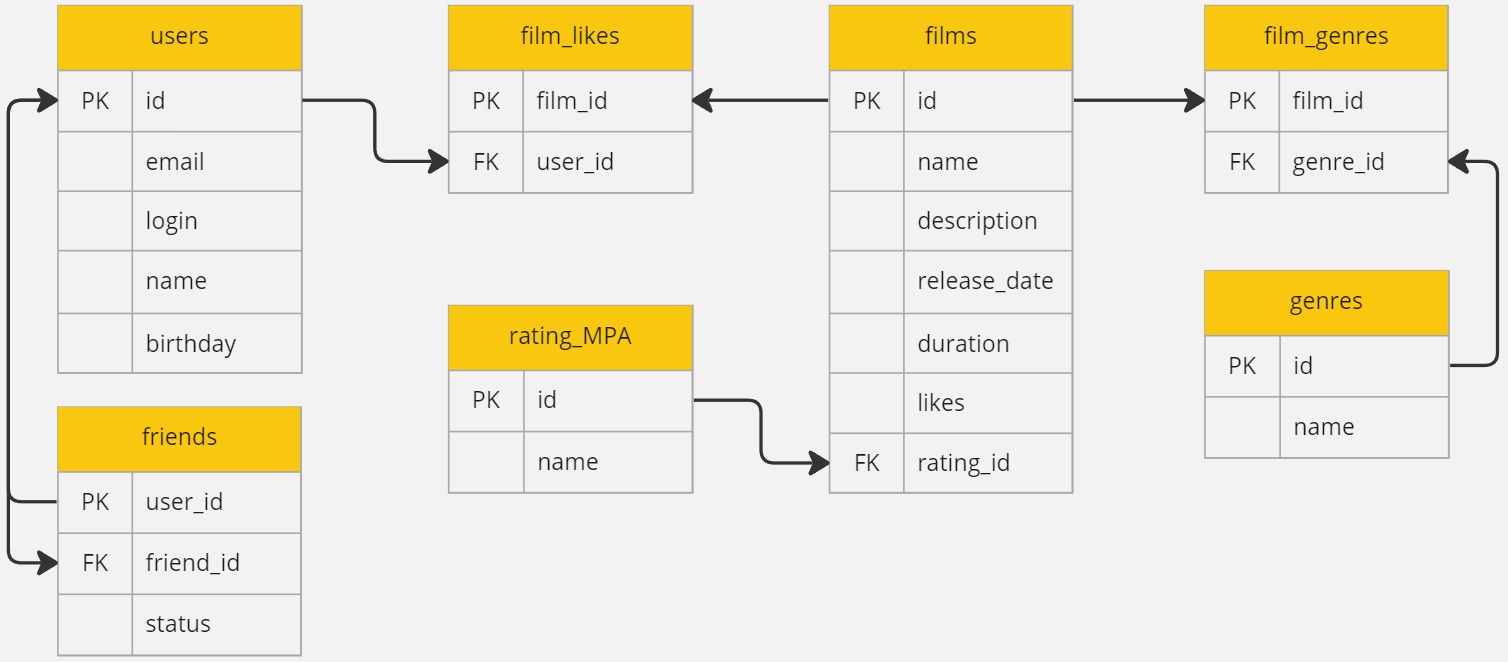 users
PK id
email
login
name
birthday
friends
PK user_id
FK friend_id
status
film_likes
PK film_id
FK user_id
rating_MPA
PK id
name
films
PK id
name
description
release_date
duration
likes
FK rating_id
film_genres
PK film_id
FK genre_id
genres
PK id
name